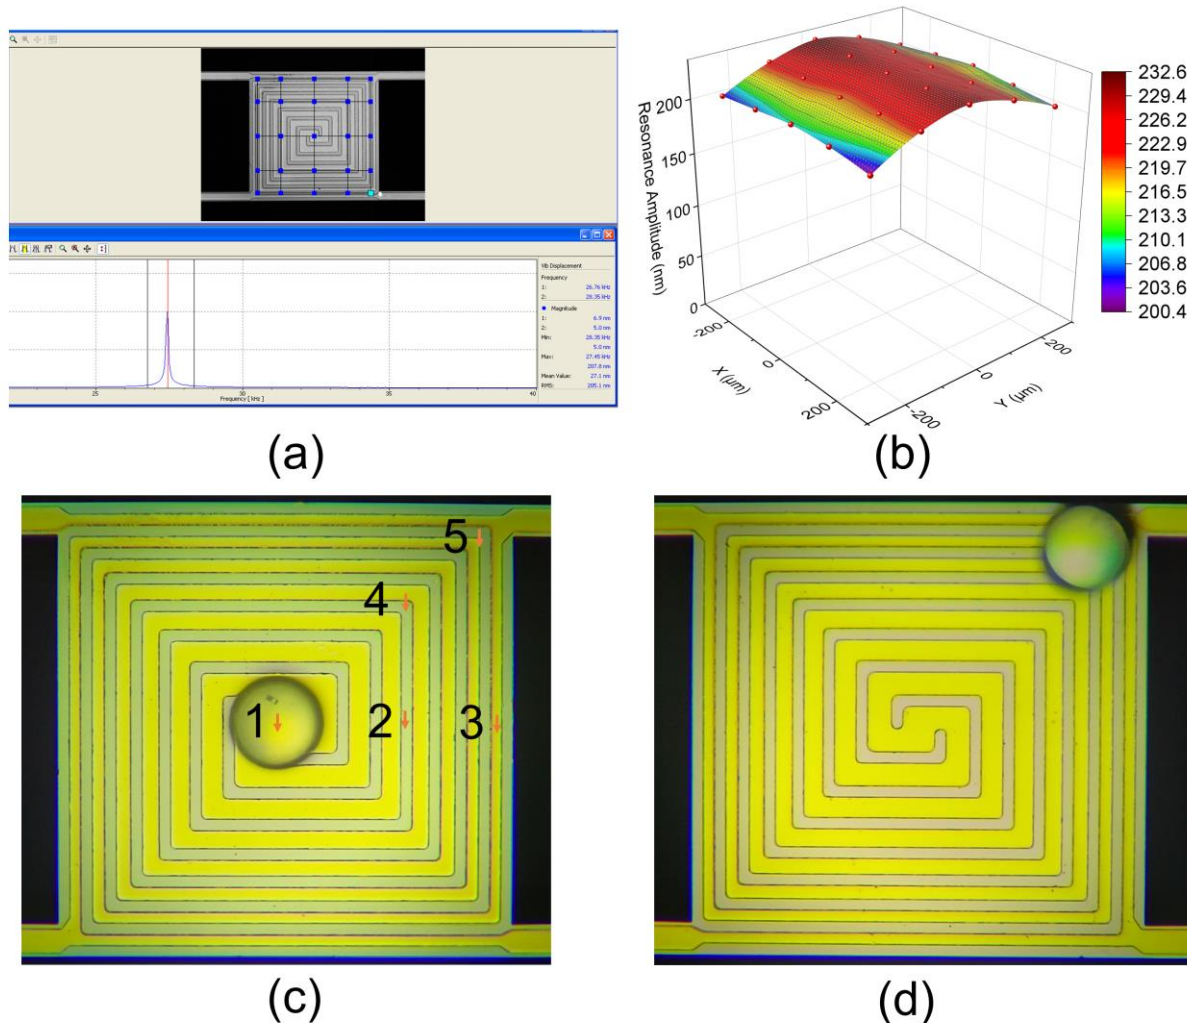 Vib Displacement
Frequency
1: 26.76 kHz
2: 28.35 kHz
Magnitude
1: 6.9 nm
2: 5.0 nm
Min: 28.35 kHz
5.0 nm
Max: 27.45 kHz
207.8 nm
Mean Value: 27.1 nm
RMS: 205.1 nm
25 30 35 40
Frequency [ kHz ]
(a)
Resonance Amplitude (nm)
200
150
100
50
0
-200
0
200
X (µm)
-200
0
200
Y (µm)
232.6
229.4
226.2
222.9
219.7
216.5
213.3
210.1
206.8
203.6
200.4
(b)
5
4
1 2 3
(c)
(d)